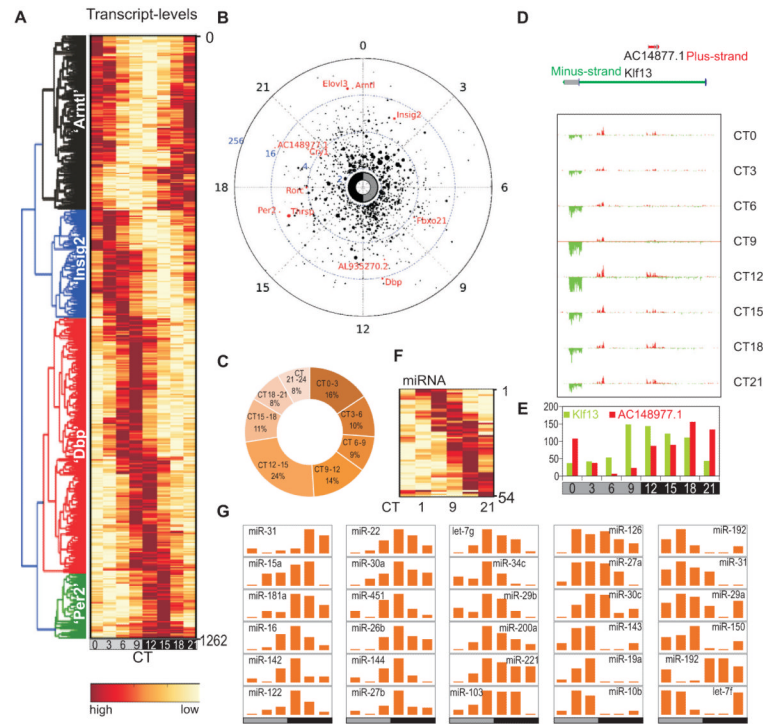 A
Transcript-levels
0
'Arntl'
'Insig2'
'Dbp'
'Per2'
1262
0 3 6 9 12 15 18 21
CT
high
low
B
0
3
6
9
12
15
18
21
256
16
4
Elovl3
Arntl
Insig2
AC148977.1
Cry1
Rorc
Per2
Thrsp
Fbxo21
AL935270.2
Dbp
C
CT 0-3
16%
CT3-6
10%
CT 6-9
9%
CT9-12
14%
CT12-15
24%
CT15-18
11%
CT18-21
8%
CT
21-24
8%
D
AC14877.1 Plus-strand
Minus-strand Klf13
CT0
CT3
CT6
CT9
CT12
CT15
CT18
CT21
E
Klf13 AC148977.1
200
150
100
50
0
0 3 6 9 12 15 18 21
F
miRNA
1
54
CT 1 9 21
G
miR-31
miR-15a
miR-181a
miR-16
miR-142
miR-122
miR-22
miR-30a
miR-451
miR-26b
miR-144
miR-27b
let-7g
miR-34c
miR-29b
miR-200a
miR-221
miR-103
miR-126
miR-27a
miR-30c
miR-143
miR-19a
miR-10b
miR-192
miR-31
miR-29a
miR-150
miR-192
let-7f